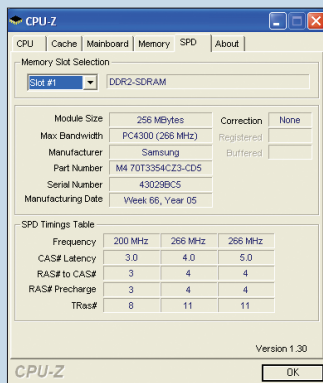 CPU-Z
CPU Cache Mainboard Memory SPD About
Memory Slot Selection
Slot #1 DDR2-SDRAM
Module Size 256 MBytes Correction None
Max Bandwidth PC4300 (266 MHz) Registered
Manufacturer Samsung Buffered
Part Number M4 70T3354CZ3-CD5
Serial Number 43029BC5
Manufacturing Date Week 66, Year 05
SPD Timings Table
Frequency 200 MHz 266 MHz 266 MHz
CAS# Latency 3.0 4.0 5.0
RAS# to CAS# 3 4 4
RAS# Precharge 3 4 4
TRas# 8 11 11
Version 1.30
CPU-Z OK